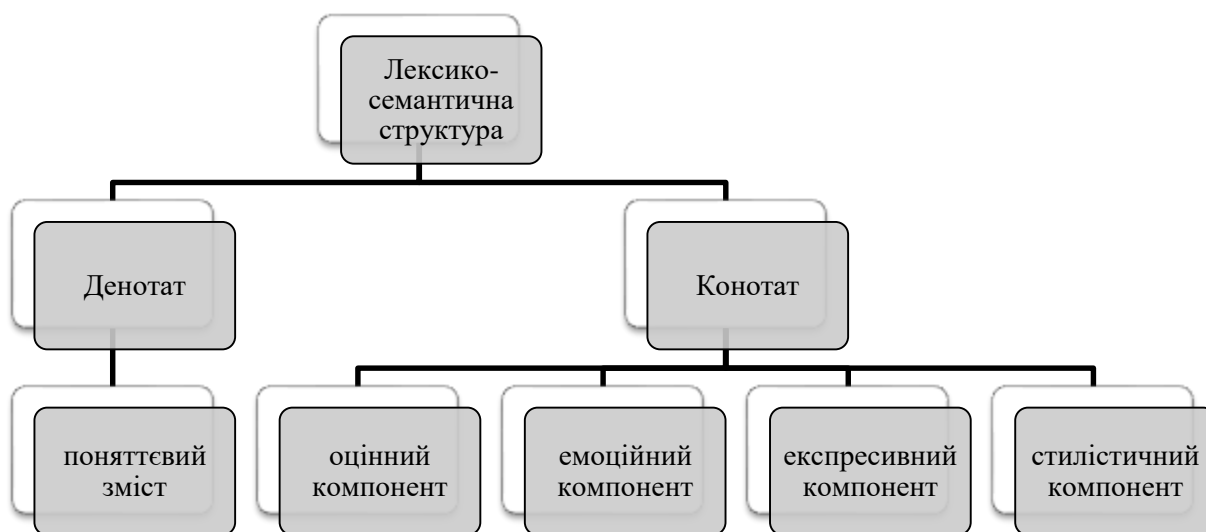 Лексико-
семантична
структура
Денотат
Конотат
поняттєвий
зміст
оцінний
компонент
емоційний
компонент
експресивний
компонент
стилістичний
компонент